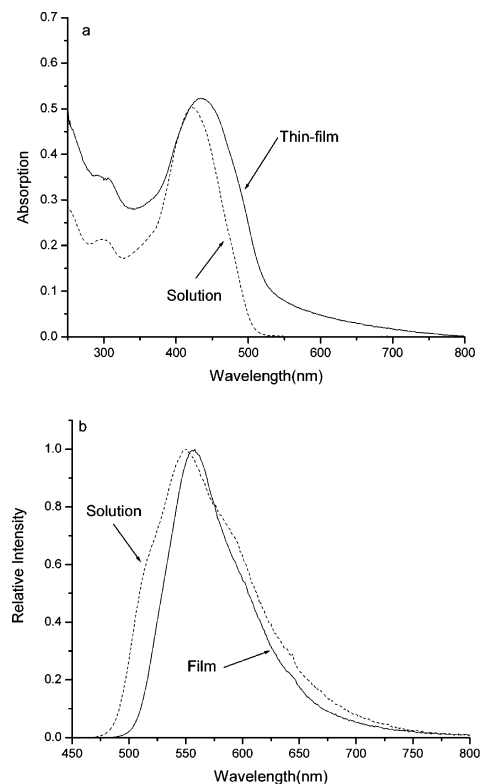 a
0.7
0.6
0.5
0.4
0.3
0.2
0.1
0.0
Absorption
Thin-film
Solution
300 400 500 600 700 800
Wavelength(nm)
b
1.0
0.8
0.6
0.4
0.2
0.0
Relative Intensity
Solution
Film
450 500 550 600 650 700 750 800
Wavelength(nm)